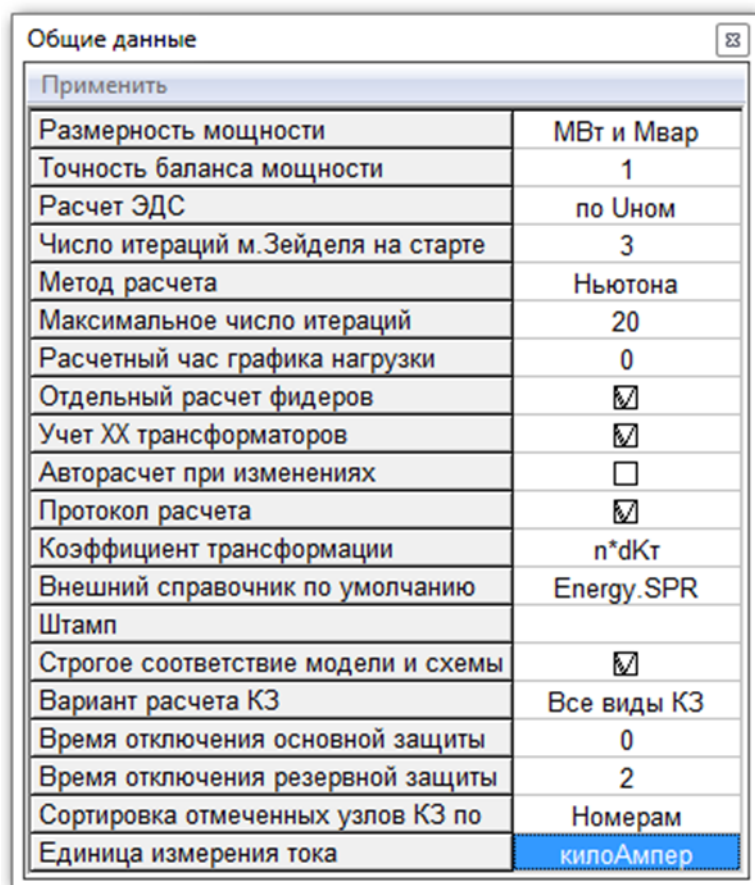 Общие данные
Применить
Размерность мощности МВт и Мвар
Точность баланса мощности 1
Расчет ЭДС по Uном
Число итераций м.Зейделя на старте 3
Метод расчета Ньютона
Максимальное число итераций 20
Расчетный час графика нагрузки 0
Отдельный расчет фидеров
Учет ХХ трансформаторов
Авторасчет при изменениях
Протокол расчета
Коэффициент трансформации n*dKт
Внешний справочник по умолчанию Energy.SPR
Штамп
Строгое соответствие модели и схемы
Вариант расчета КЗ Все виды КЗ
Время отключения основной защиты 0
Время отключения резервной защиты 2
Сортировка отмеченных узлов КЗ по Номерам
Единица измерения тока килоАмпер